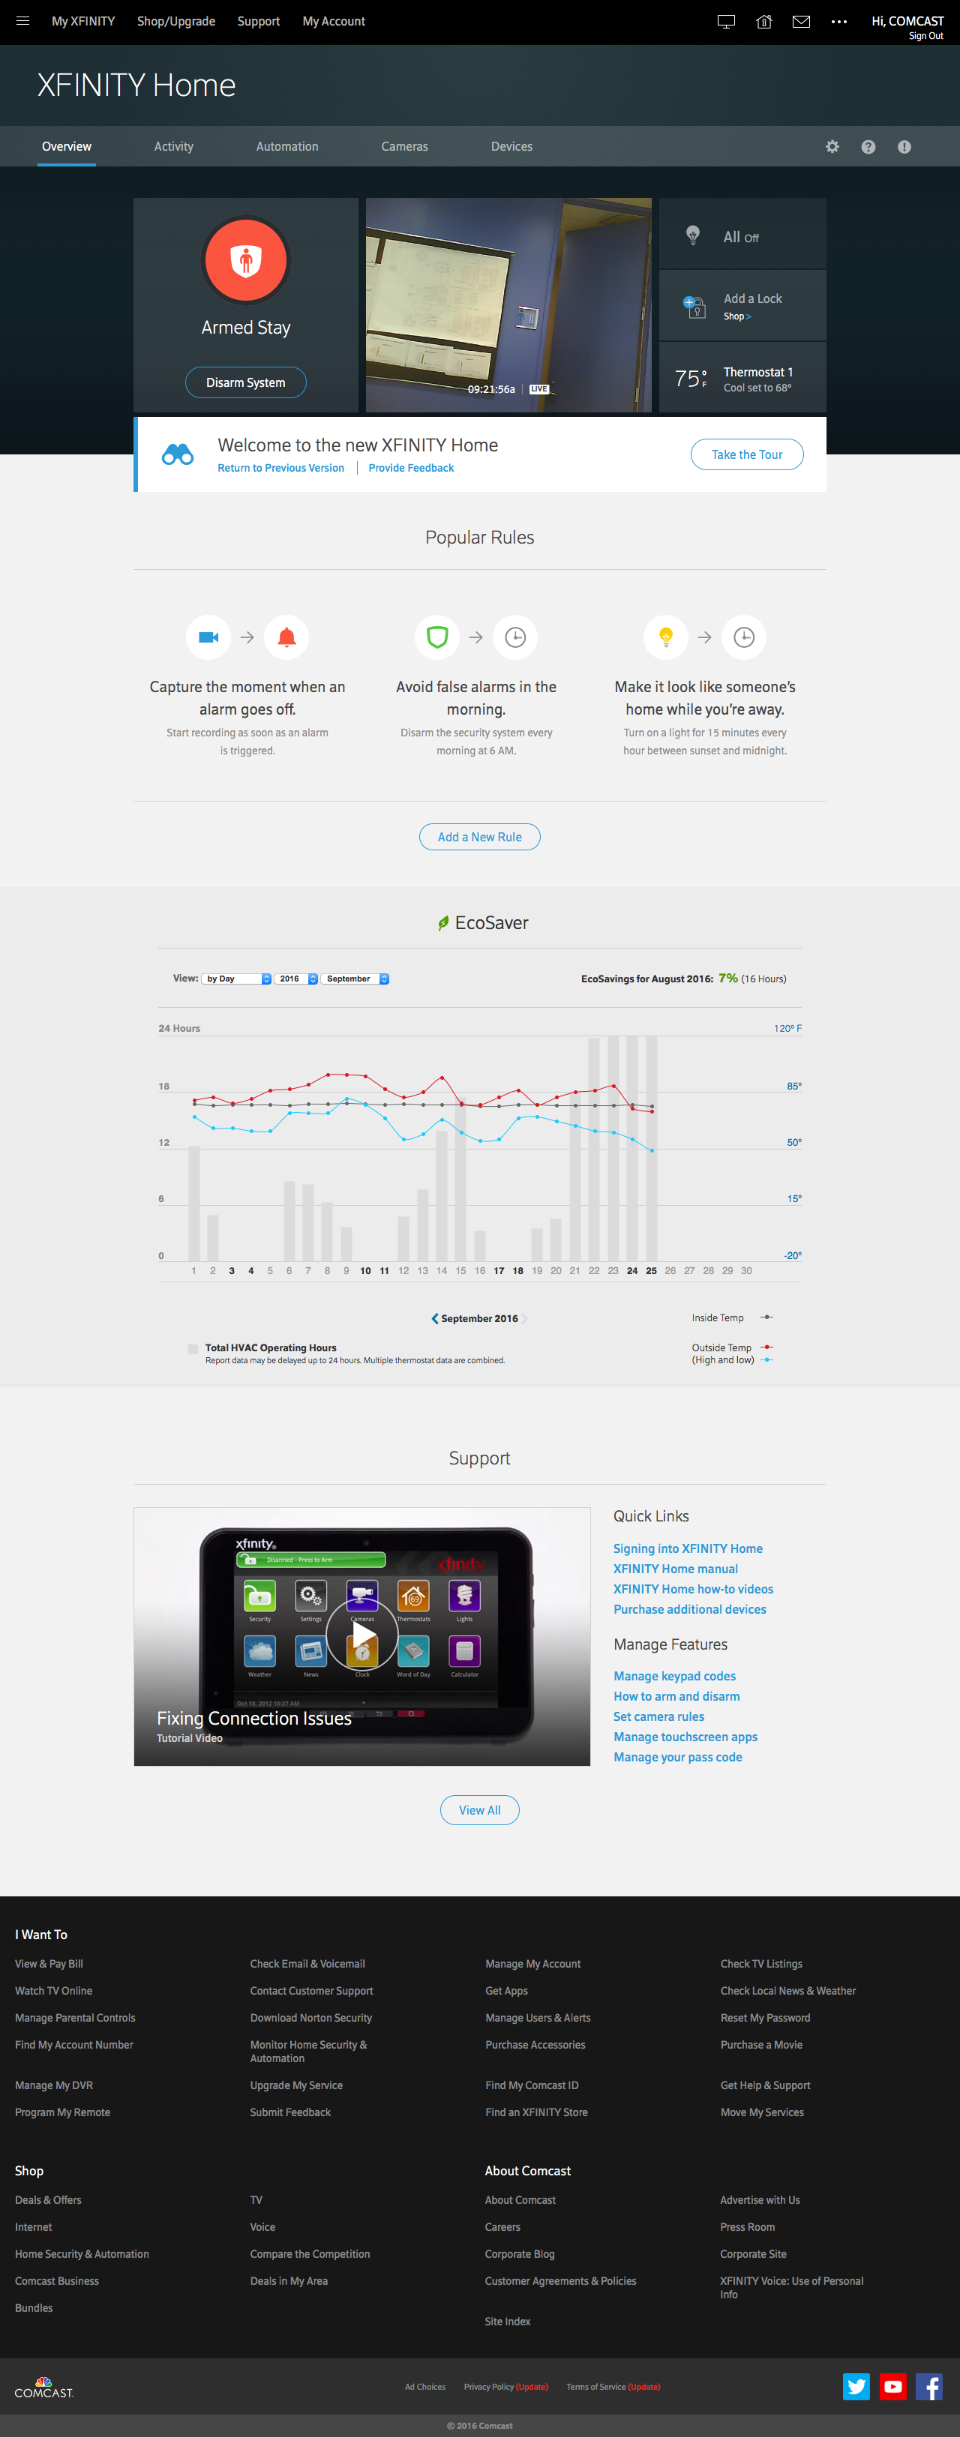 My XFINITY Shop/Upgrade Support My Account
Hi, COMCAST
Sign Out
XFINITY Home
Overview Activity Automation Cameras Devices
Armed Stay
Disarm System
09:21:56a LIVE
All Off
Add a Lock
Shop >
75° F
Thermostat 1
Cool set to 68°
Welcome to the new XFINITY Home
Return to Previous Version | Provide Feedback
Take the Tour
Popular Rules
Capture the moment when an
alarm goes off.
Start recording as soon as an alarm
is triggered.
Avoid false alarms in the
morning.
Disarm the security system every
morning at 6 AM.
Make it look like someone's
home while you're away.
Turn on a light for 15 minutes every
hour between sunset and midnight.
Add a New Rule
EcoSaver
View: by Day 2016 September
EcoSavings for August 2016: 7% (16 Hours)
24 Hours 120° F
18 85°
12 50°
6 15°
0 -20°
1 2 3 4 5 6 7 8 9 10 11 12 13 14 15 16 17 18 19 20 21 22 23 24 25 26 27 28 29 30
September 2016
Inside Temp
Total HVAC Operating Hours
Report data may be delayed up to 24 hours. Multiple thermostat data are combined.
Outside Temp
(High and low)
Support
xfinity
Disarmed - Press to Arm
xfinity
69
Security Settings Cameras Thermostats Lights
Weather News Clock Word of Day Calculator
Oct 18, 2012 10:27 AM
Fixing Connection Issues
Tutorial Video
Quick Links
Signing into XFINITY Home
XFINITY Home manual
XFINITY Home how-to videos
Purchase additional devices
Manage Features
Manage keypad codes
How to arm and disarm
Set camera rules
Manage touchscreen apps
Manage your pass code
View All
I Want To
View & Pay Bill Check Email & Voicemail Manage My Account Check TV Listings
Watch TV Online Contact Customer Support Get Apps Check Local News & Weather
Manage Parental Controls Download Norton Security Manage Users & Alerts Reset My Password
Find My Account Number Monitor Home Security & Purchase Accessories Purchase a Movie
Automation
Manage My DVR Upgrade My Service Find My Comcast ID Get Help & Support
Program My Remote Submit Feedback Find an XFINITY Store Move My Services
Shop About Comcast
Deals & Offers TV About Comcast Advertise with Us
Internet Voice Careers Press Room
Home Security & Automation Compare the Competition Corporate Blog Corporate Site
Comcast Business Deals in My Area Customer Agreements & Policies XFINITY Voice: Use of Personal
Info
Bundles
Site Index
COMCAST
Ad Choices Privacy Policy (Update) Terms of Service (Update)
© 2016 Comcast